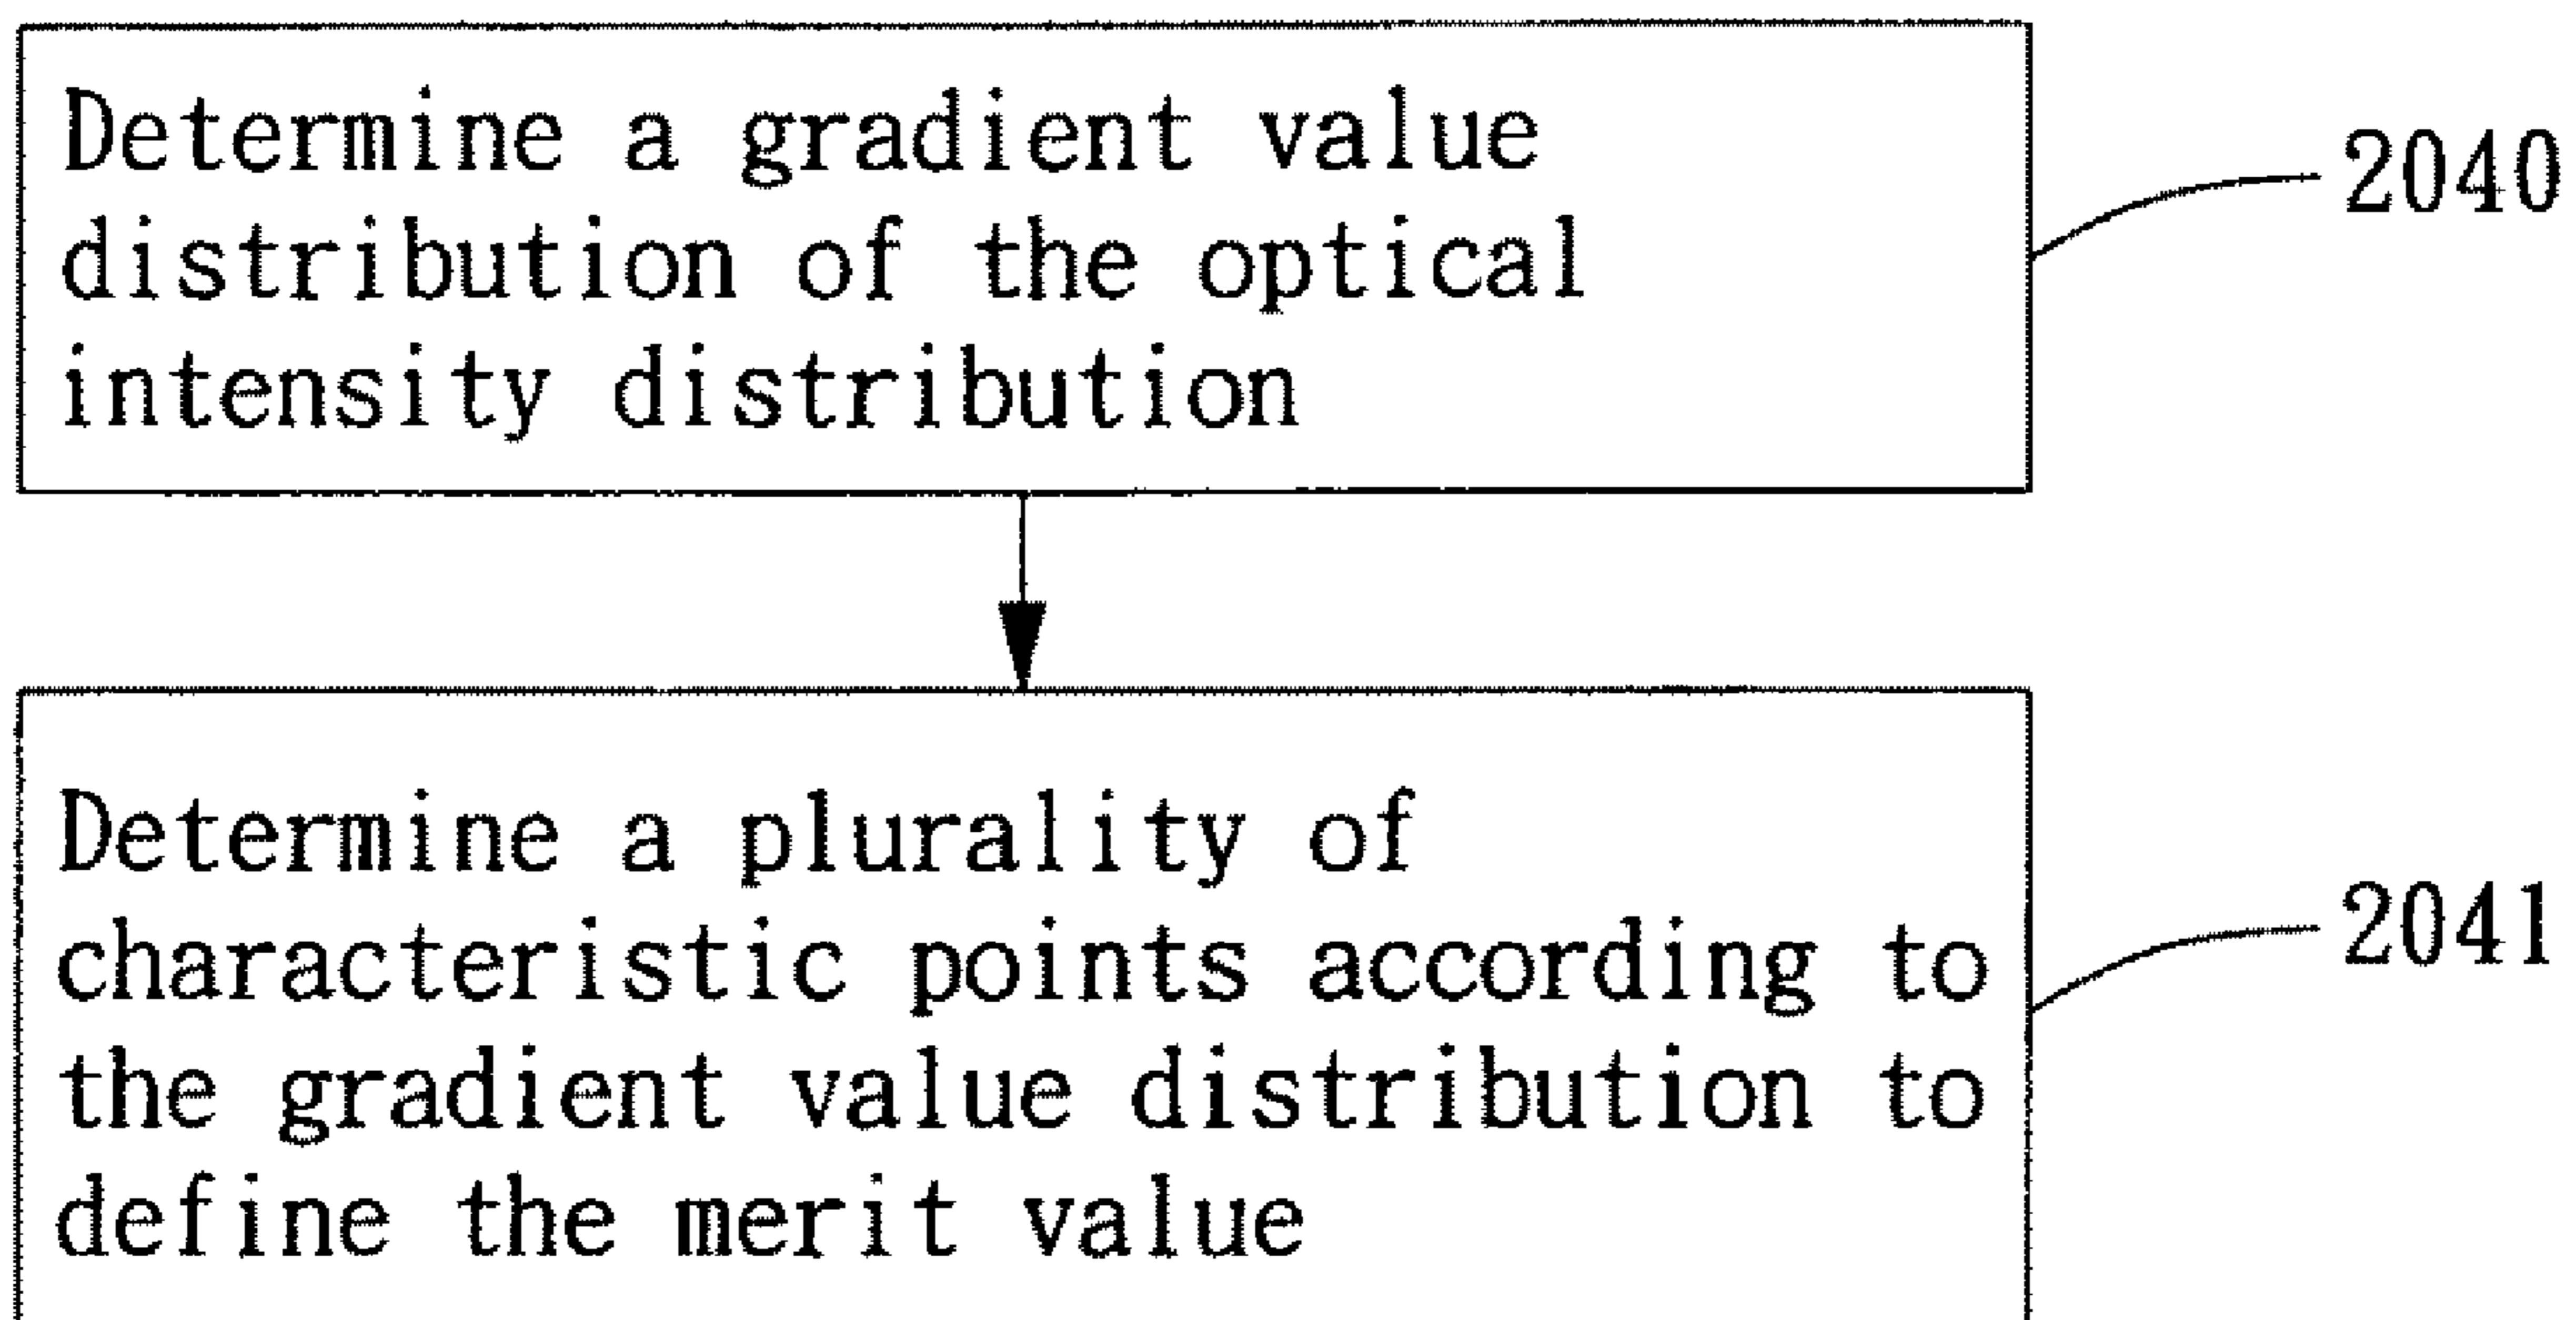 Determine a gradient value
distribution of the optical
intensity distribution
2040
Determine a plurality of
characteristic points according to
the gradient value distribution to
define the merit value
2041